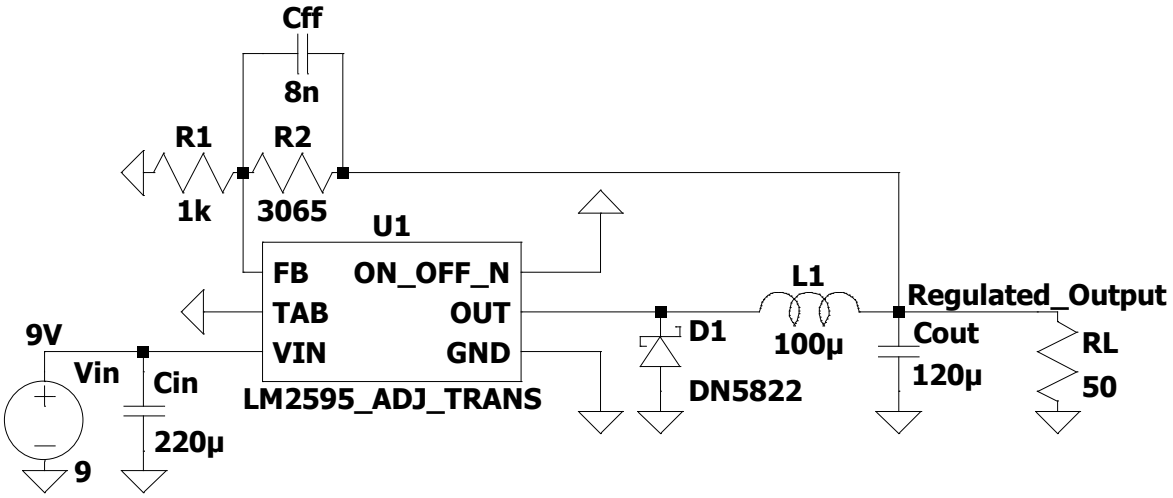 Cff
8n
R1
R2
1k
3065
U1
FB
ON_OFF_N
TAB
OUT
VIN
GND
LM2595_ADJ_TRANS
9V
Vin
Cin
220µ
9
D1
DN5822
L1
100µ
Regulated_Output
Cout
120µ
RL
50